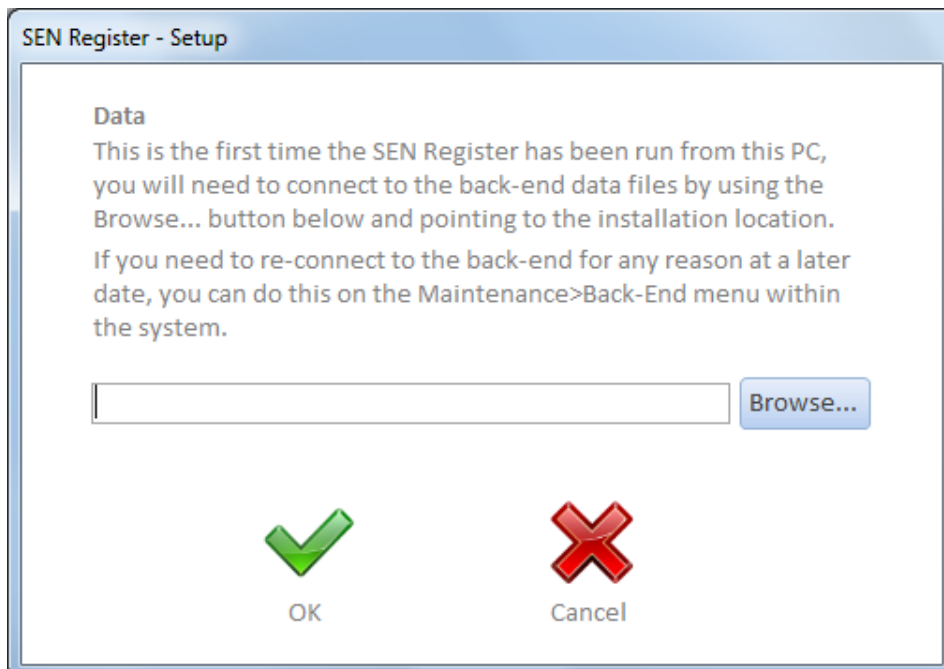 SEN Register - Setup
Data
This is the first time the SEN Register has been run from this PC,
you will need to connect to the back-end data files by using the
Browse... button below and pointing to the installation location.
If you need to re-connect to the back-end for any reason at a later
date, you can do this on the Maintenance>Back-End menu within
the system.
Browse...
OK
Cancel